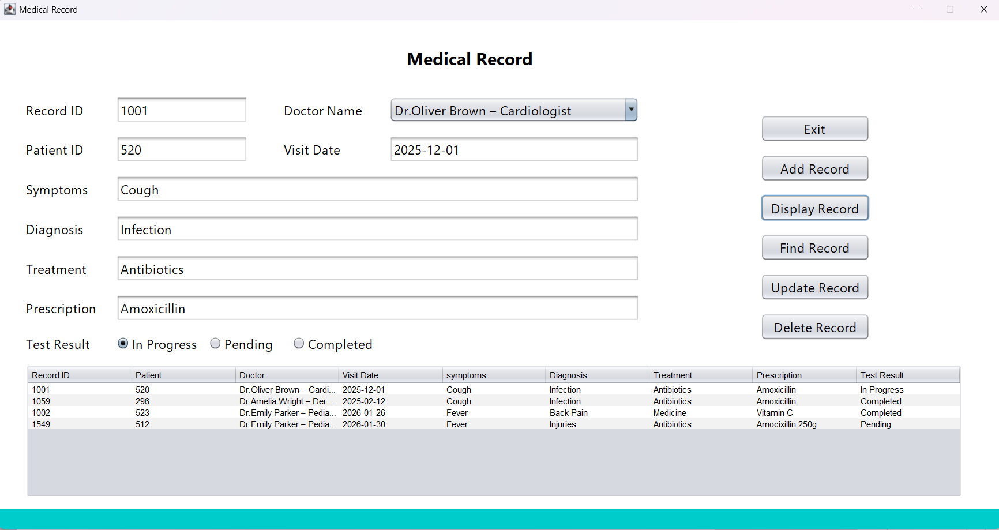 Medical Record
Medical Record
Record ID 1001 Doctor Name Dr.Oliver Brown – Cardiologist
Exit
Patient ID 520 Visit Date 2025-12-01
Add Record
Symptoms Cough
Display Record
Diagnosis Infection
Find Record
Treatment Antibiotics
Update Record
Prescription Amoxicillin
Delete Record
Test Result In Progress Pending Completed
Record ID Patient Doctor Visit Date symptoms Diagnosis Treatment Prescription Test Result
1001 520 Dr.Oliver Brown – Cardi... 2025-12-01 Cough Infection Antibiotics Amoxicillin In Progress
1059 296 Dr.Amelia Wright – Der... 2025-02-12 Cough Infection Antibiotics Amoxicillin Completed
1002 523 Dr.Emily Parker – Pedia... 2026-01-26 Fever Back Pain Medicine Vitamin C Completed
1549 512 Dr.Emily Parker – Pedia... 2026-01-30 Fever Injuries Antibiotics Amocixillin 250g Pending